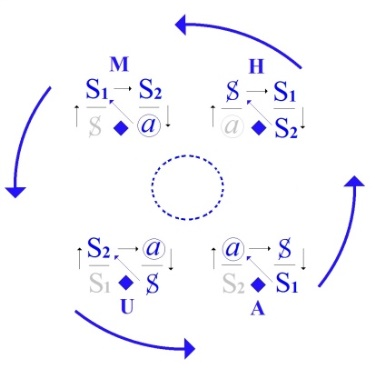 M H
S1 → S2 $ → S1
$ a a S2
S2 → a a → $
S1 $ S2 S1
U A